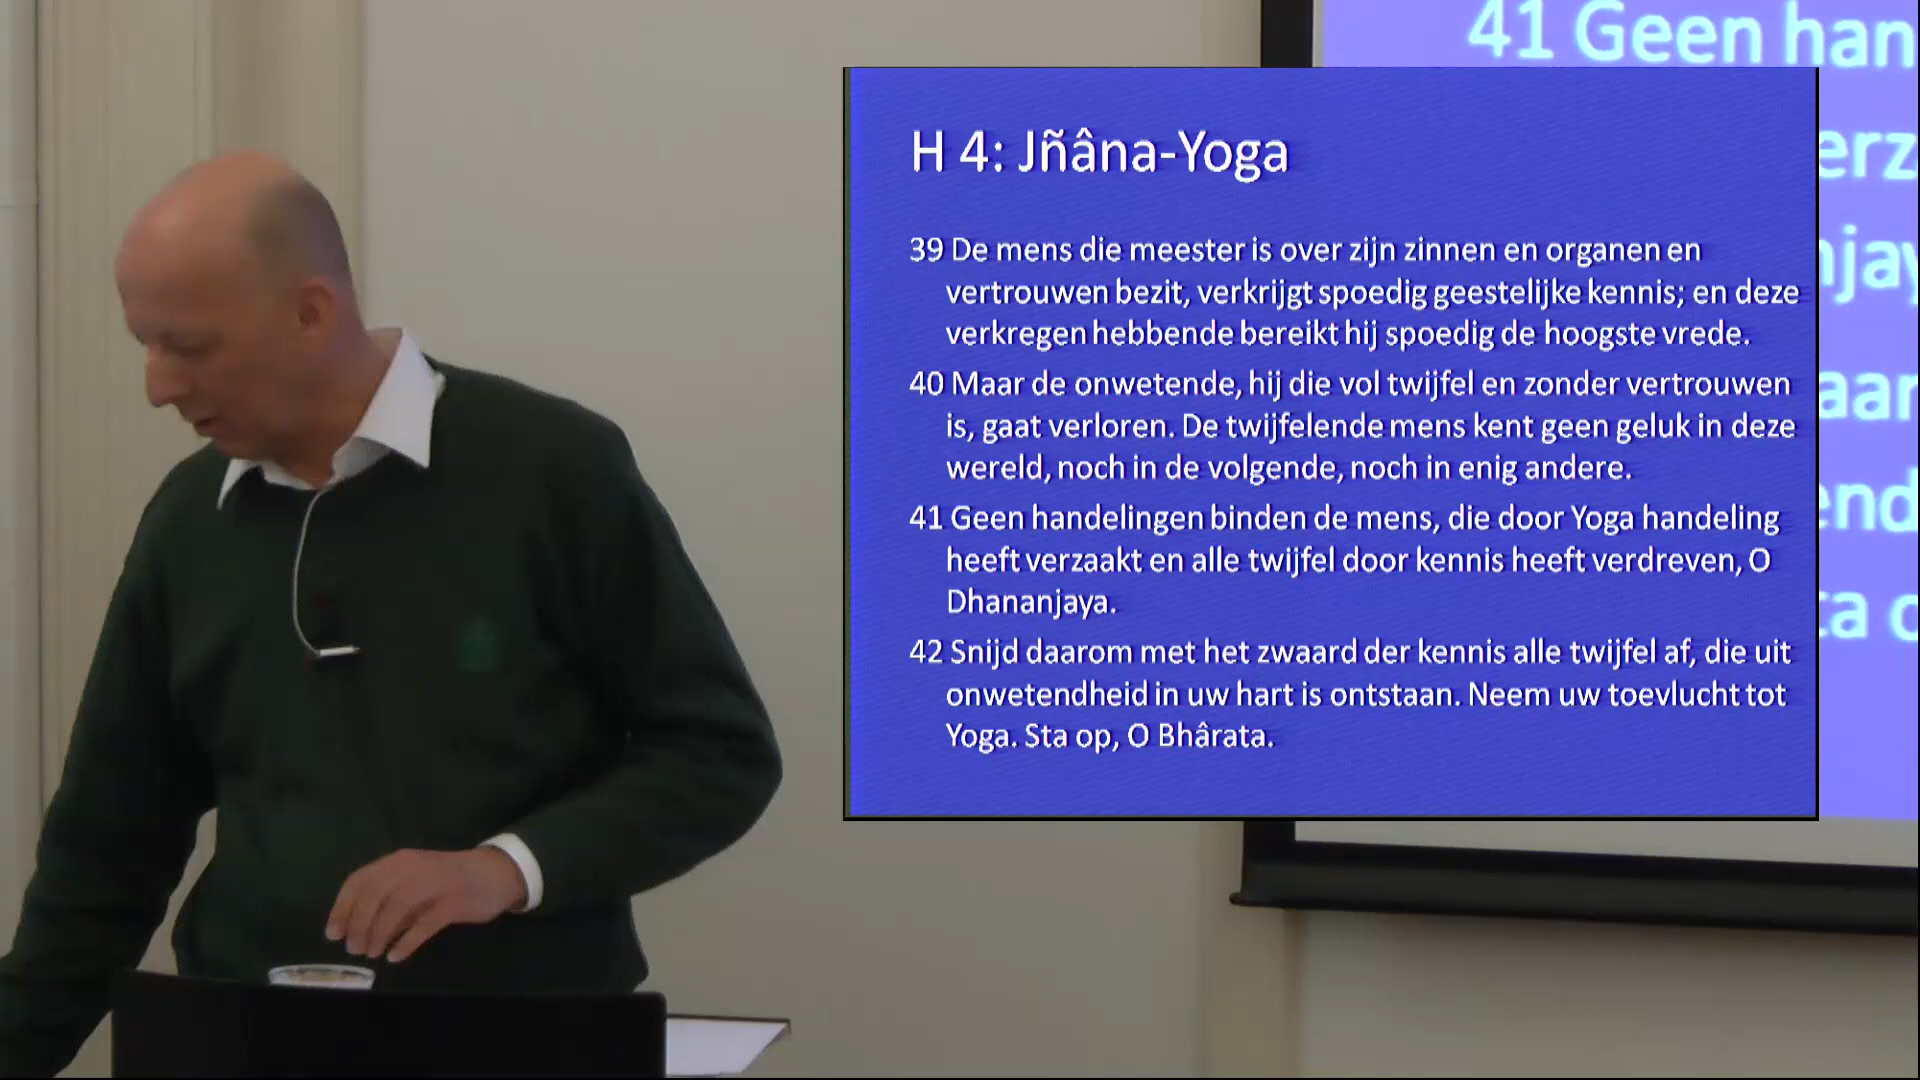 41 Geen han
H 4: Jñâna-Yoga
39 De mens die meester is over zijn zinnen en organen en
vertrouwen bezit, verkrijgt spoedig geestelijke kennis; en deze
verkregen hebbende bereikt hij spoedig de hoogste vrede.
40 Maar de onwetende, hij die vol twijfel en zonder vertrouwen
is, gaat verloren. De twijfelende mens kent geen geluk in deze
wereld, noch in de volgende, noch in enig andere.
41 Geen handelingen binden de mens, die door Yoga handeling
heeft verzaakt en alle twijfel door kennis heeft verdreven, O
Dhananjaya.
42 Snijd daarom met het zwaard der kennis alle twijfel af, die uit
onwetendheid in uw hart is ontstaan. Neem uw toevlucht tot
Yoga. Sta op, O Bhârata.
erz
njay
aar
end
ta o